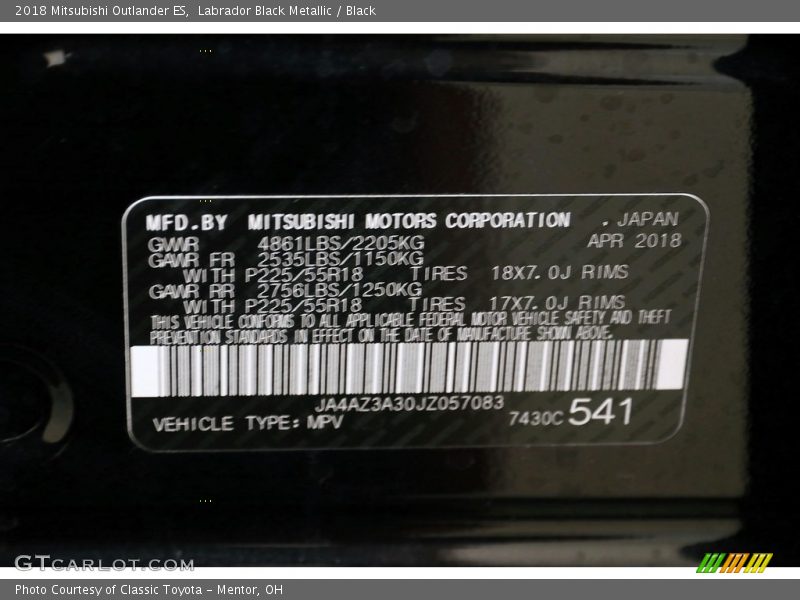 2018 Mitsubishi Outlander ES,  Labrador Black Metallic / Black
MFD.BY MITSUBISHI MOTORS CORPORATION . JAPAN
APR 2018
GVWR 4861LBS/2205KG
GAWR FR 2535LBS/1150KG
WITH P225/55R18 TIRES 18X7.0J RIMS
GAWR RR 2756LBS/1250KG
WITH P225/55R18 TIRES 17X7.0J RIMS
THIS VEHICLE CONFORMS TO ALL APPLICABLE FEDERAL MOTOR VEHICLE SAFETY AND THEFT
PREVENTION STANDARDS IN EFFECT ON THE DATE OF MANUFACTURE SHOWN ABOVE.
JA4AZ3A30JZ057083
VEHICLE TYPE: MPV 7430C 541
GTCARLOT.COM
Photo Courtesy of Classic Toyota – Mentor, OH